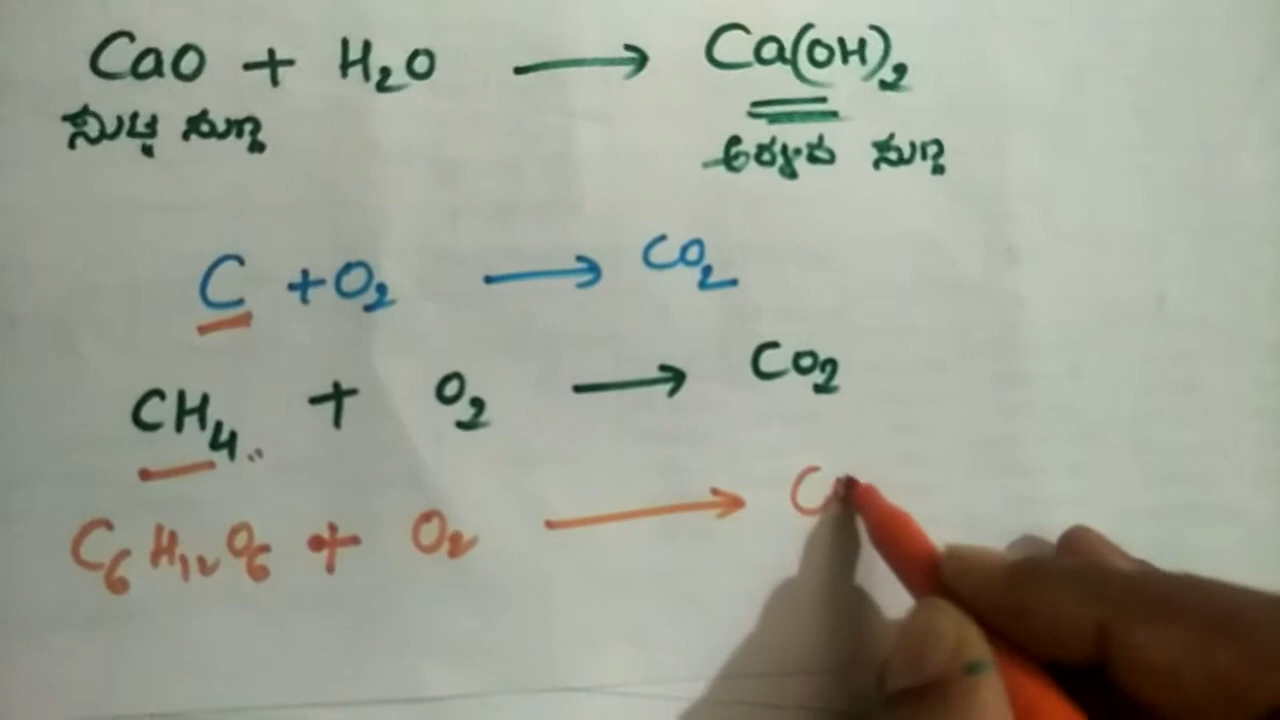 CaO + H₂O → Ca(OH)₂
ಸುಟ್ಟ ಸುಣ್ಣ ಸುಣ್ಣ
C + O₂ → CO₂
CH₄ + O₂ → CO₂
C₆H₁₂O₆ + O₂ → C